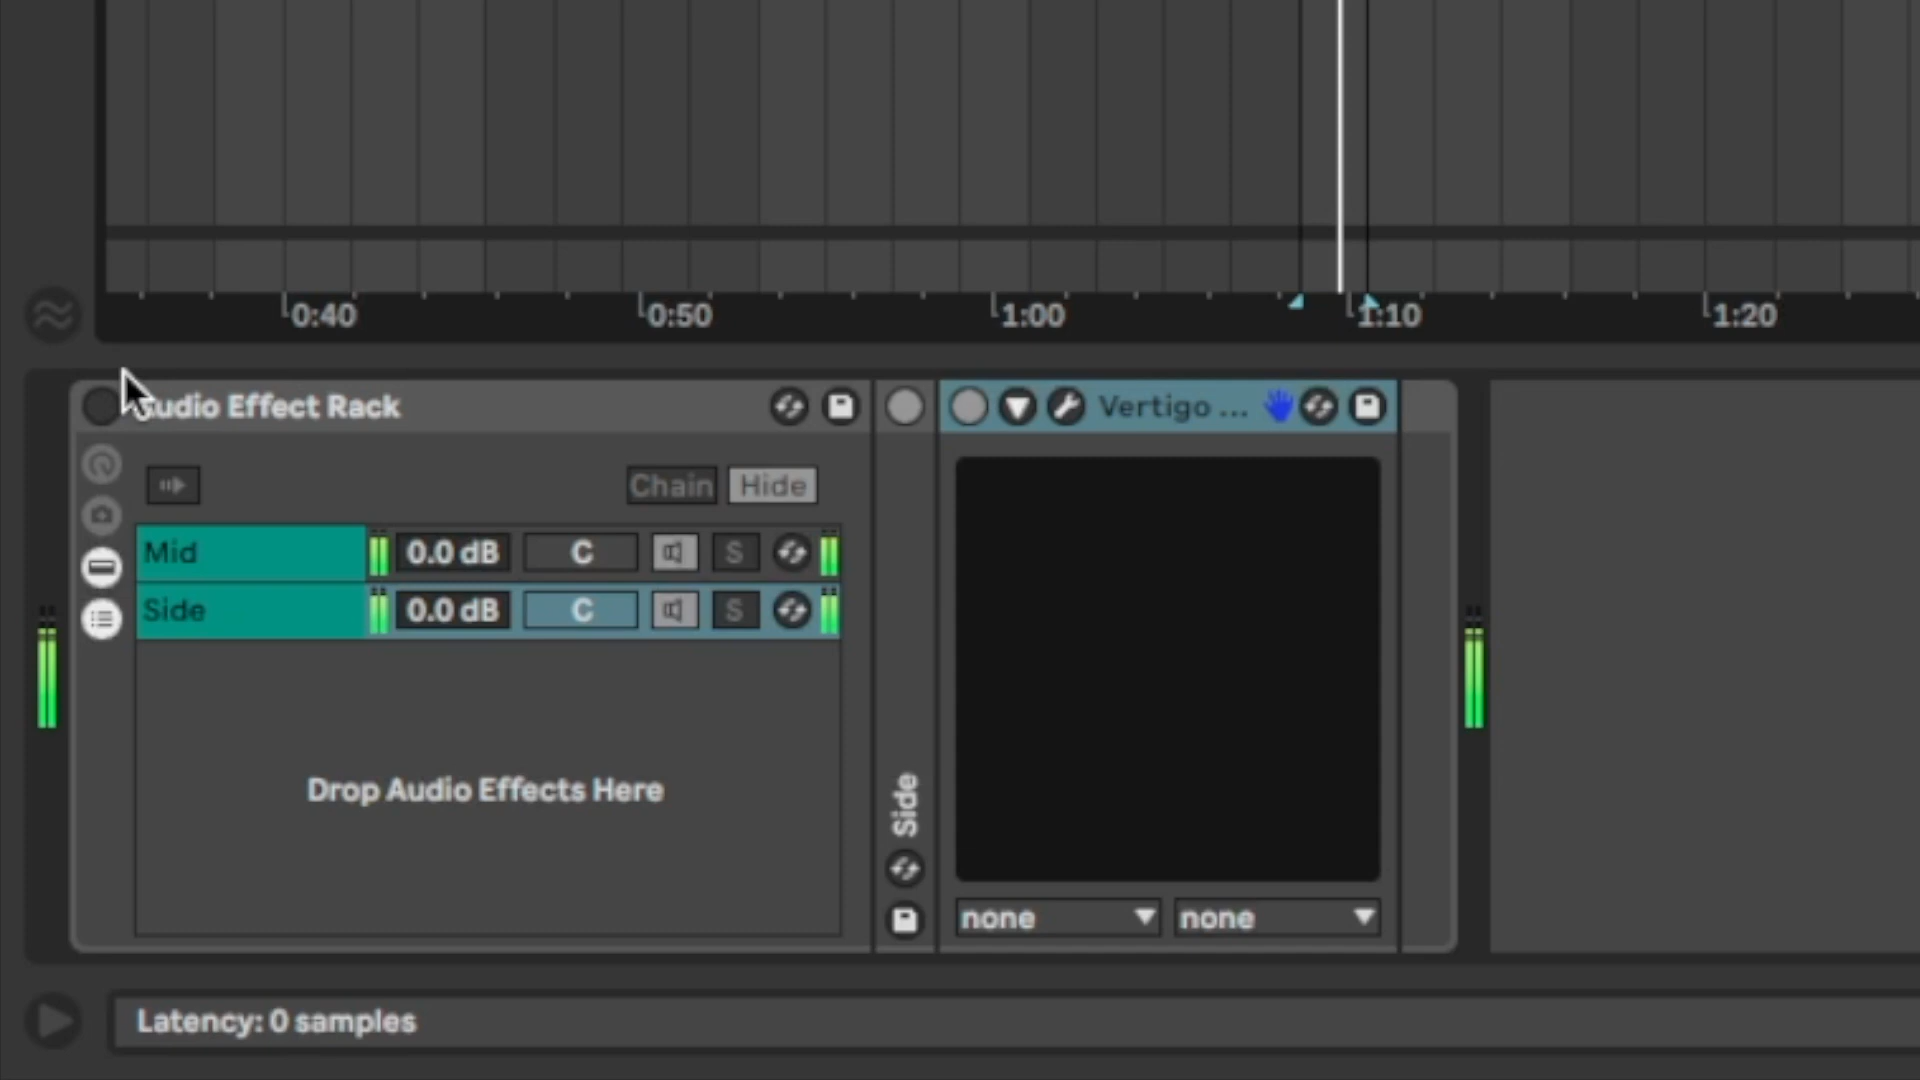 0:40 0:50 1:00 1:10 1:20
Audio Effect Rack
Vertigo ...
Chain Hide
Mid 0.0 dB C S
Side 0.0 dB C S
Drop Audio Effects Here
Side
none none
Latency: 0 samples